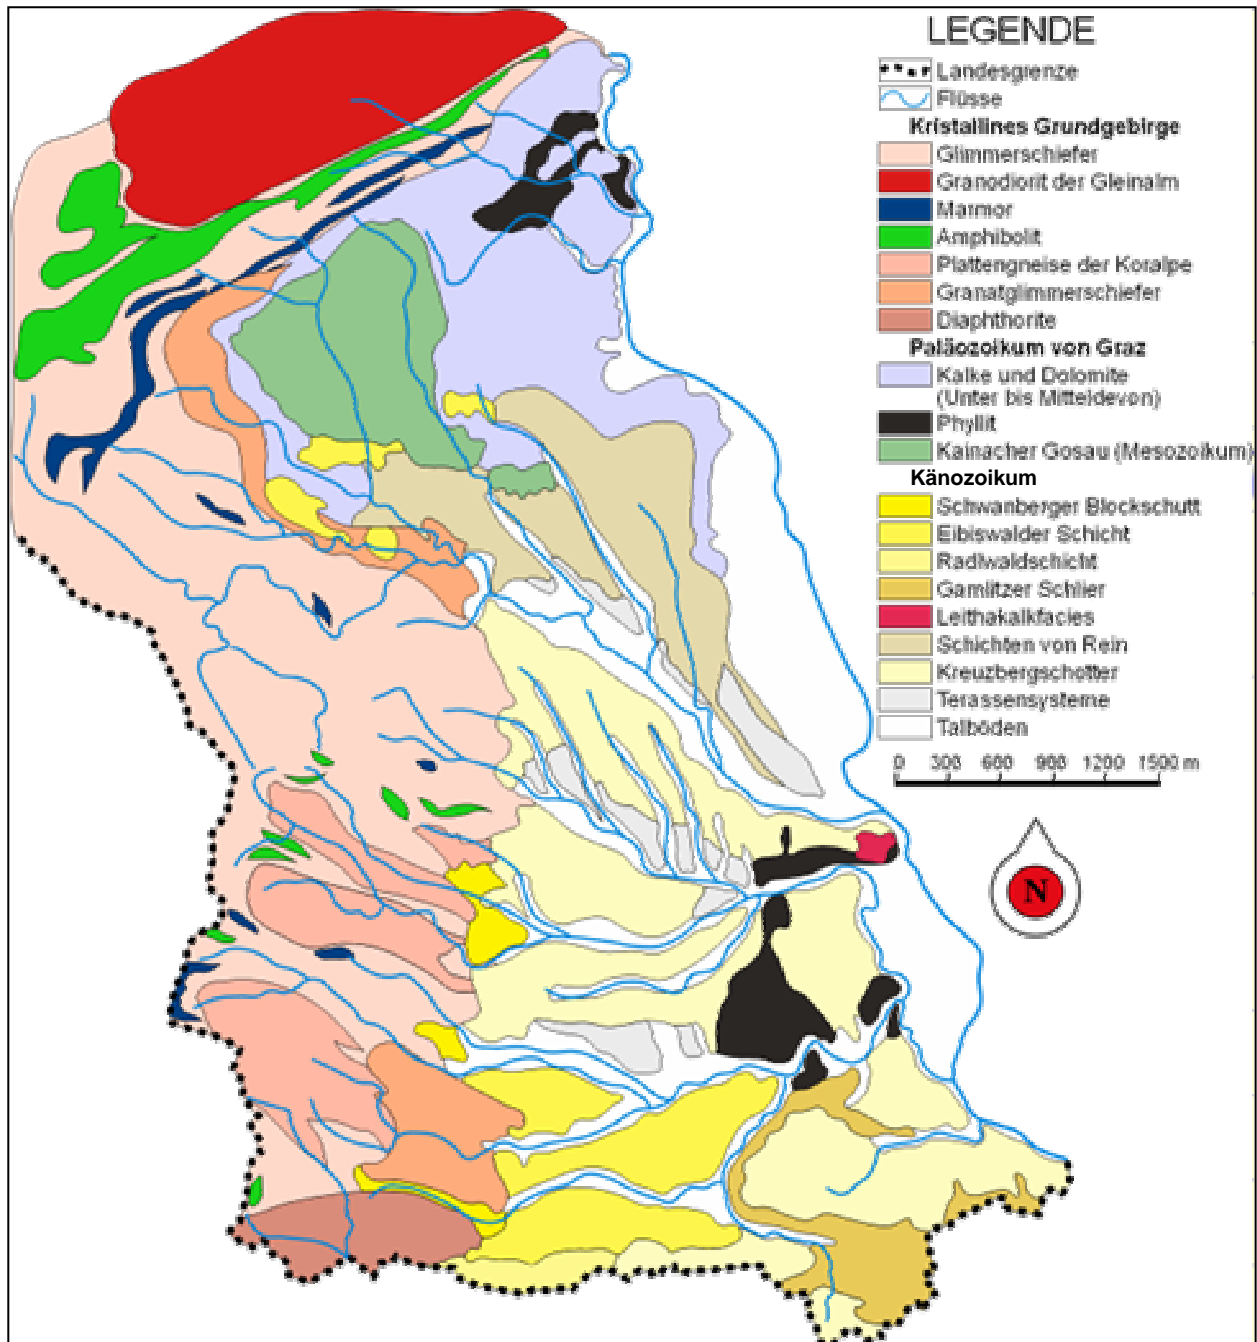 LEGENDE
Landesgrenze
Flüsse
Kristallines Grundgebirge
Glimmerschiefer
Granodiorit der Gleinalm
Marmor
Amphibolit
Plattengneise der Koralpe
Granatglimmerschiefer
Diaphthorite
Paläozoikum von Graz
Kalke und Dolomite
(Unter bis Mitteldevon)
Phyllit
Kainacher Gosau (Mesozoikum)
Känozoikum
Schwanberger Blockschutt
Eibiswalder Schicht
Radlwaldschicht
Gamlitzer Schlier
Leithakalkfacies
Schichten von Rein
Kreuzbergschotter
Terassensysteme
Talböden
0 300 600 900 1200 1500 m
N